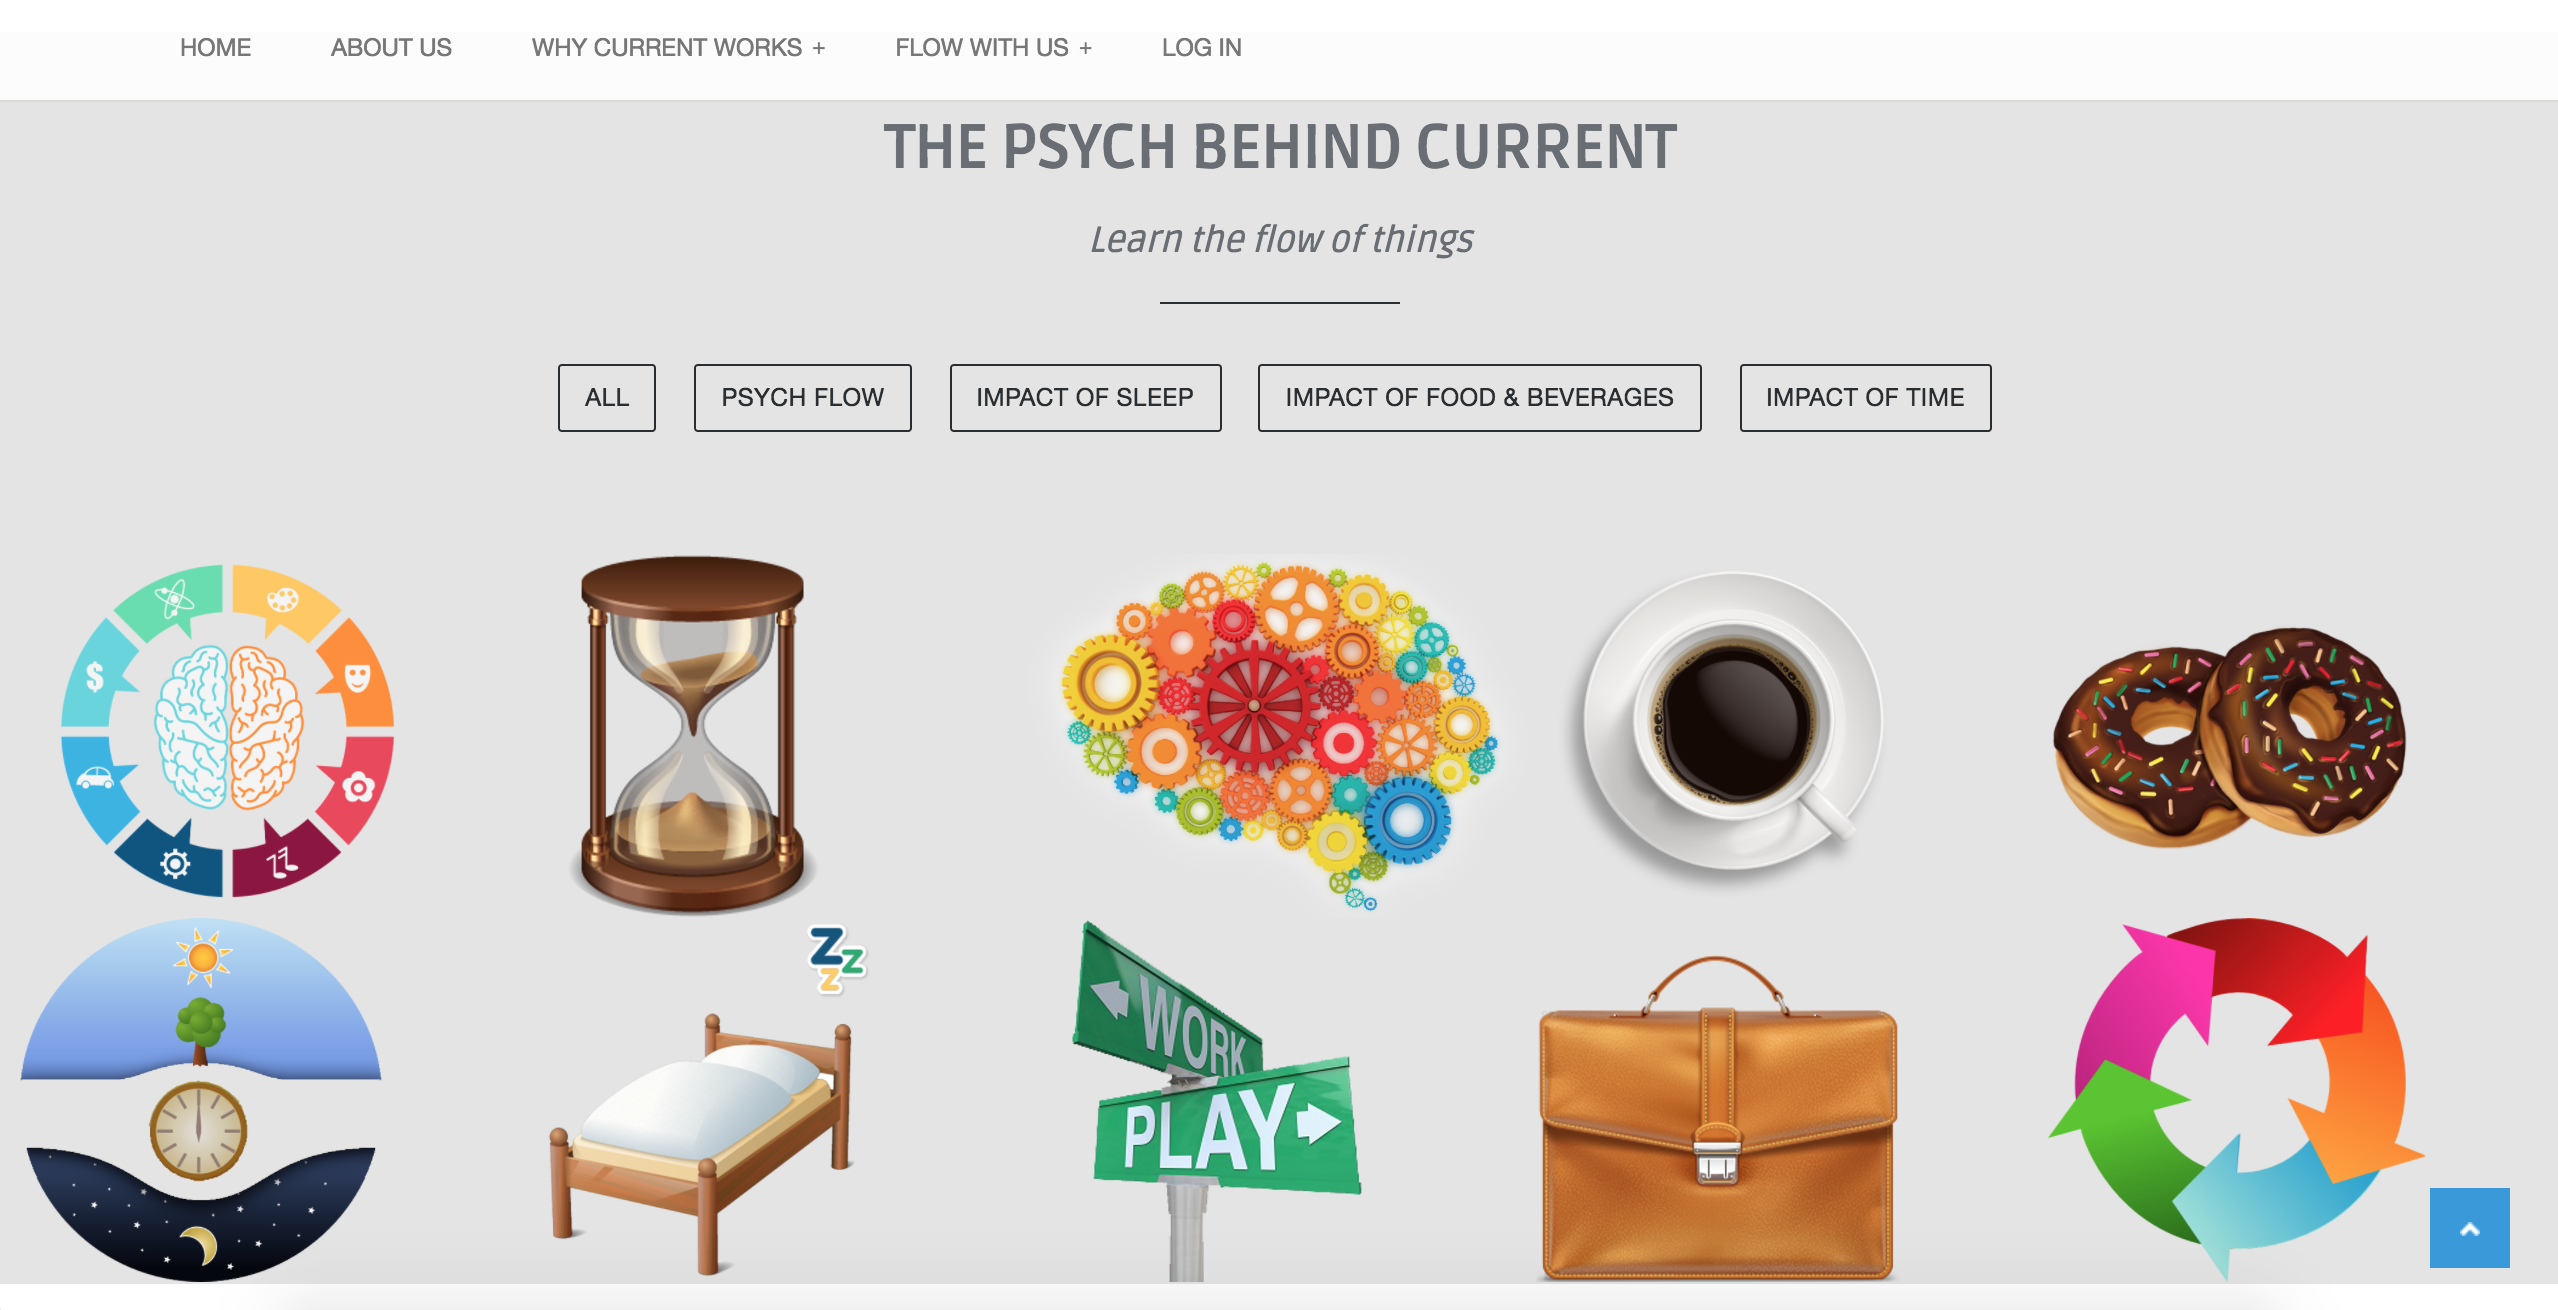 HOME ABOUT US WHY CURRENT WORKS + FLOW WITH US + LOG IN
THE PSYCH BEHIND CURRENT
Learn the flow of things
ALL PSYCH FLOW IMPACT OF SLEEP IMPACT OF FOOD & BEVERAGES IMPACT OF TIME
$
Z
z
z
WORK
PLAY